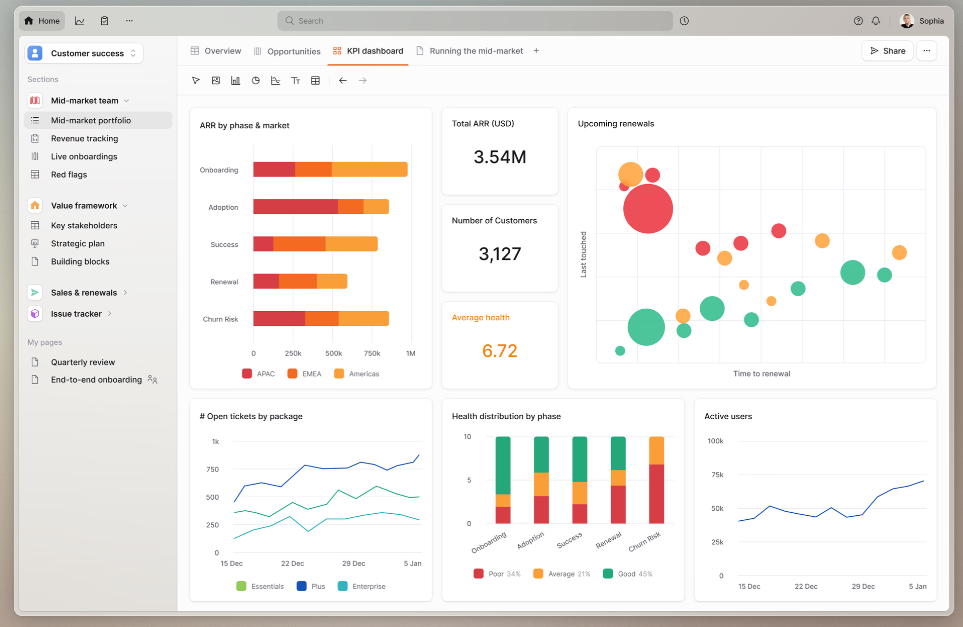 Home
Search
Sophia
Customer success
Overview
Opportunities
KPI dashboard
Running the mid-market
+
Share
Sections
Mid-market team
Mid-market portfolio
Revenue tracking
Live onboardings
Red flags
Value framework
Key stakeholders
Strategic plan
Building blocks
Sales & renewals
Issue tracker
My pages
Quarterly review
End-to-end onboarding
Tт
ARR by phase & market
Onboarding
Adoption
Success
Renewal
Churn Risk
0 250k 500k 750k 1M
APAC EMEA Americas
Total ARR (USD)
3.54M
Number of Customers
3,127
Average health
6.72
Upcoming renewals
Last touched
Time to renewal
# Open tickets by package
1k
750
500
250
0
15 Dec 22 Dec 29 Dec 5 Jan
Essentials Plus Enterprise
Health distribution by phase
10
5
0
Onboarding Adoption Success Renewal Churn Risk
Poor 34% Average 21% Good 45%
Active users
100k
75k
50k
25k
0
15 Dec 22 Dec 29 Dec 5 Jan